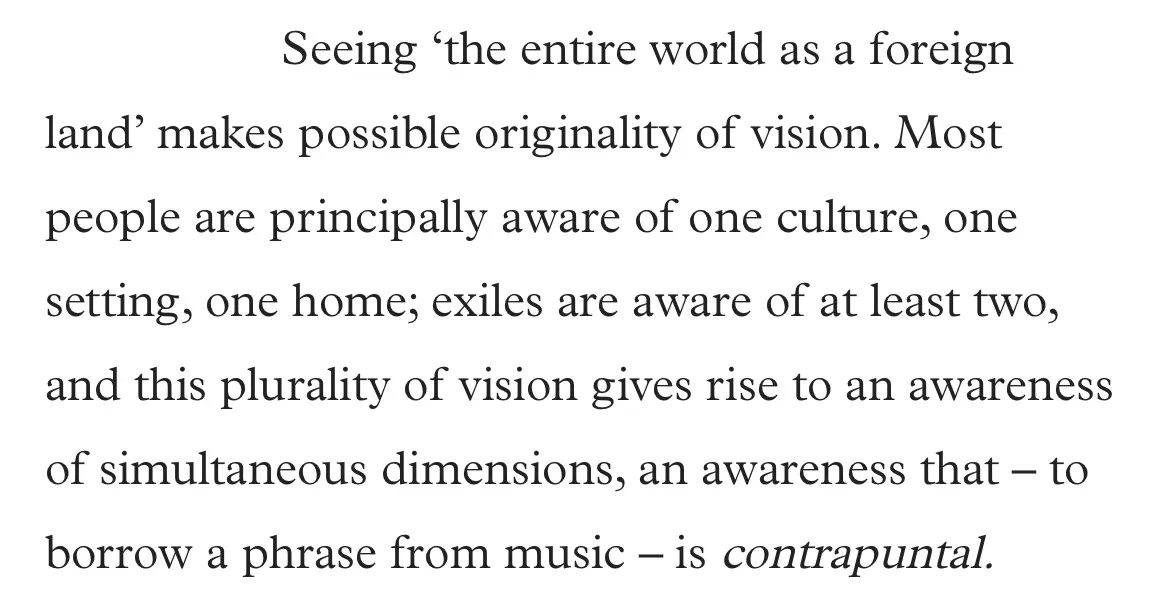 Seeing ‘the entire world as a foreign
land’ makes possible originality of vision. Most
people are principally aware of one culture, one
setting, one home; exiles are aware of at least two,
and this plurality of vision gives rise to an awareness
of simultaneous dimensions, an awareness that – to
borrow a phrase from music – is contrapuntal.